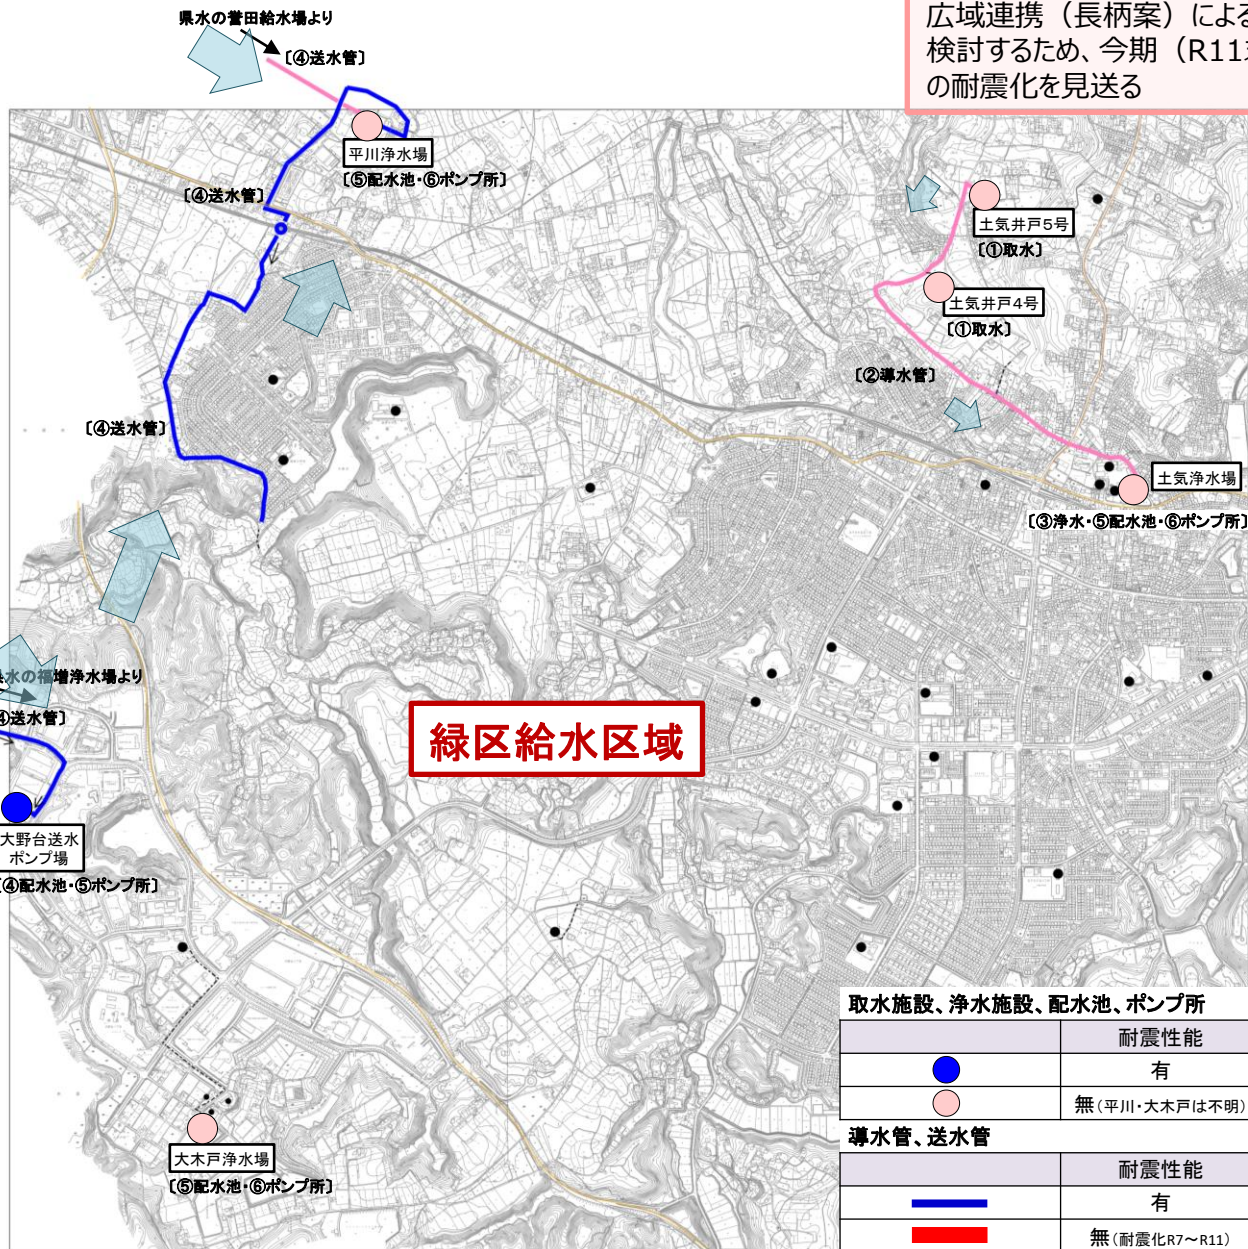 広域連携（長柄案）による
検討するため、今期（R11
の耐震化を見送る
県水の誉田給水場より
〔④送水管〕
平川浄水場
〔⑤配水池・⑥ポンプ所〕
〔④送水管〕
土気井戸5号
〔①取水〕
土気井戸4号
〔①取水〕
〔②導水管〕
〔④送水管〕
土気浄水場
〔③浄水・⑤配水池・⑥ポンプ所〕
県水の福増浄水場より
④送水管〕
緑区給水区域
大野台送水
ポンプ場
〔④配水池・⑤ポンプ所〕
大木戸浄水場
〔⑤配水池・⑥ポンプ所〕
取水施設、浄水施設、配水池、ポンプ所
耐震性能
有
無（平川・大木戸は不明）
導水管、送水管
耐震性能
有
無（耐震化R7～R11）